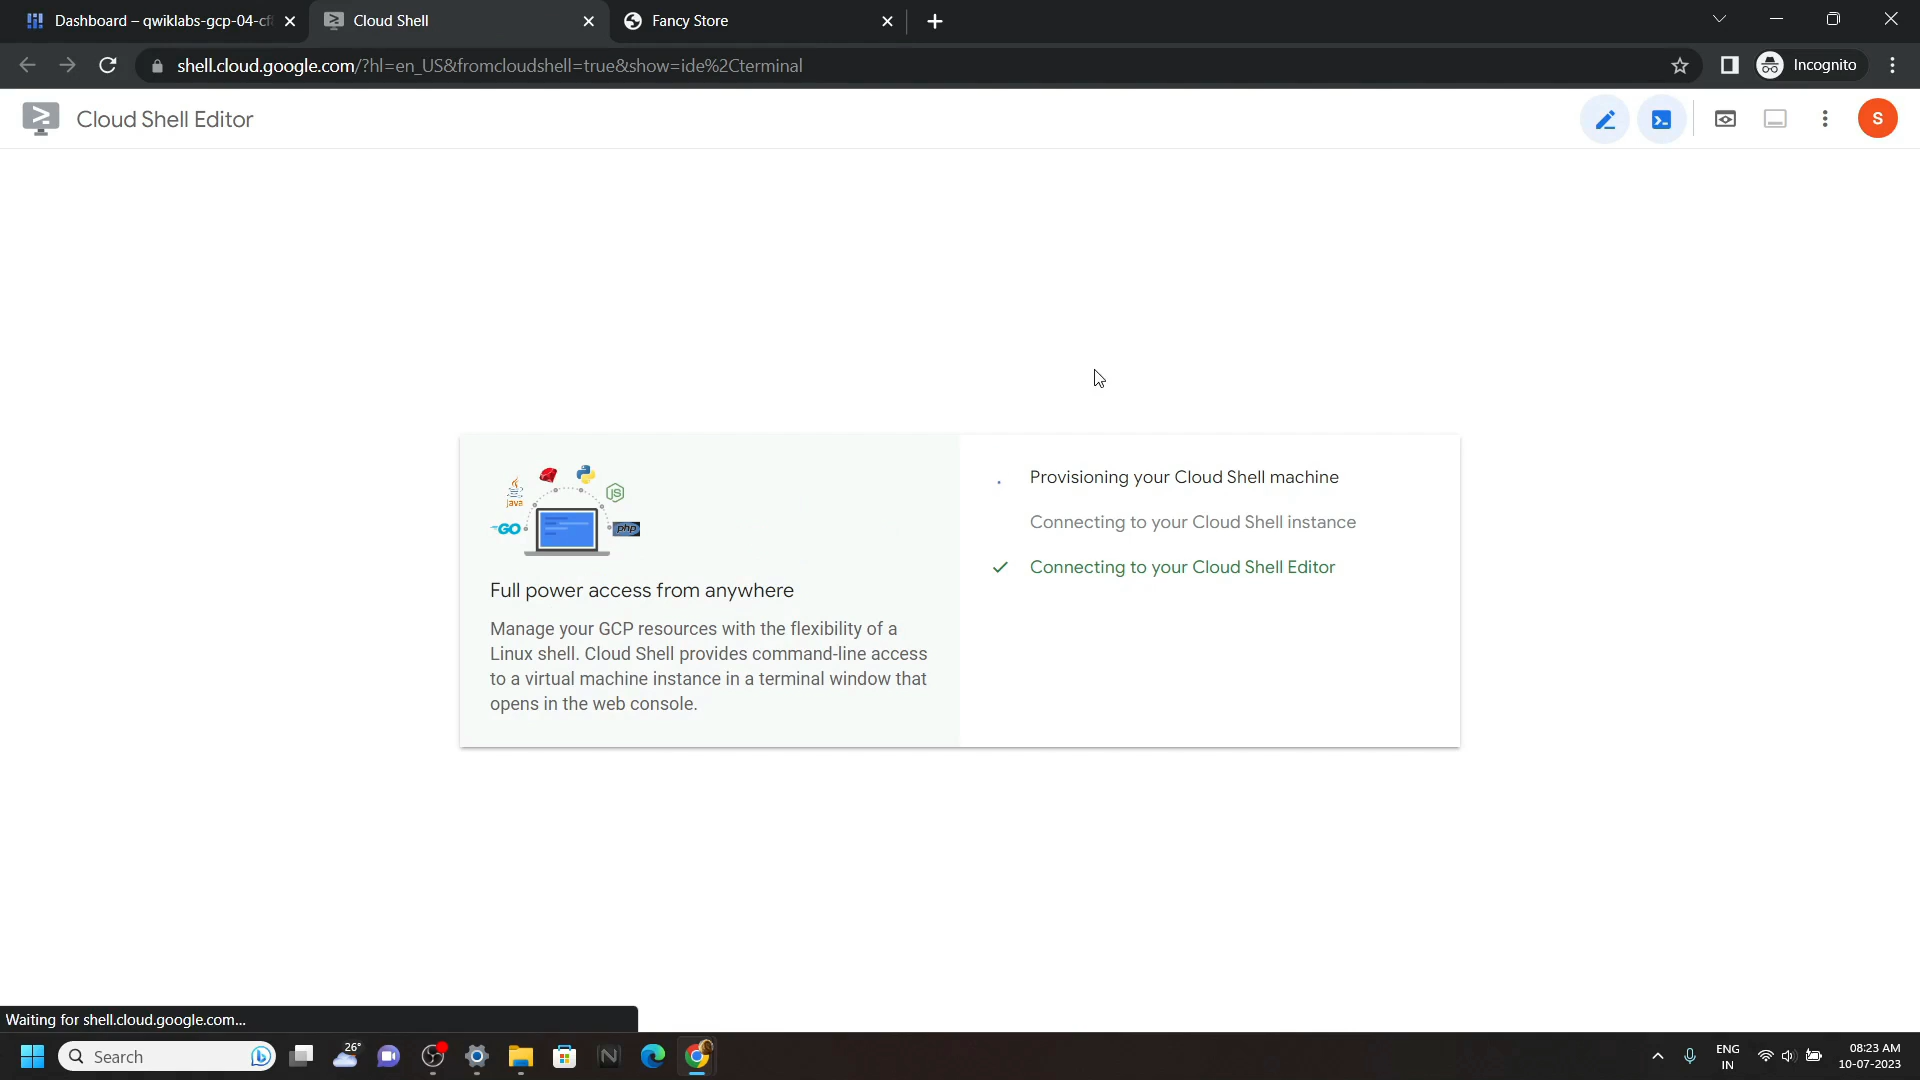 Dashboard – qwiklabs-gcp-04-cf
Cloud Shell
Fancy Store
shell.cloud.google.com/?hl=en_US&fromcloudshell=true&show=ide%2Cterminal
Incognito
Cloud Shell Editor
S
Java
GO
JS
php
Full power access from anywhere
Manage your GCP resources with the flexibility of a
Linux shell. Cloud Shell provides command-line access
to a virtual machine instance in a terminal window that
opens in the web console.
Provisioning your Cloud Shell machine
Connecting to your Cloud Shell instance
Connecting to your Cloud Shell Editor
Waiting for shell.cloud.google.com...
Search
26°
ENG
IN
08:23 AM
10-07-2023